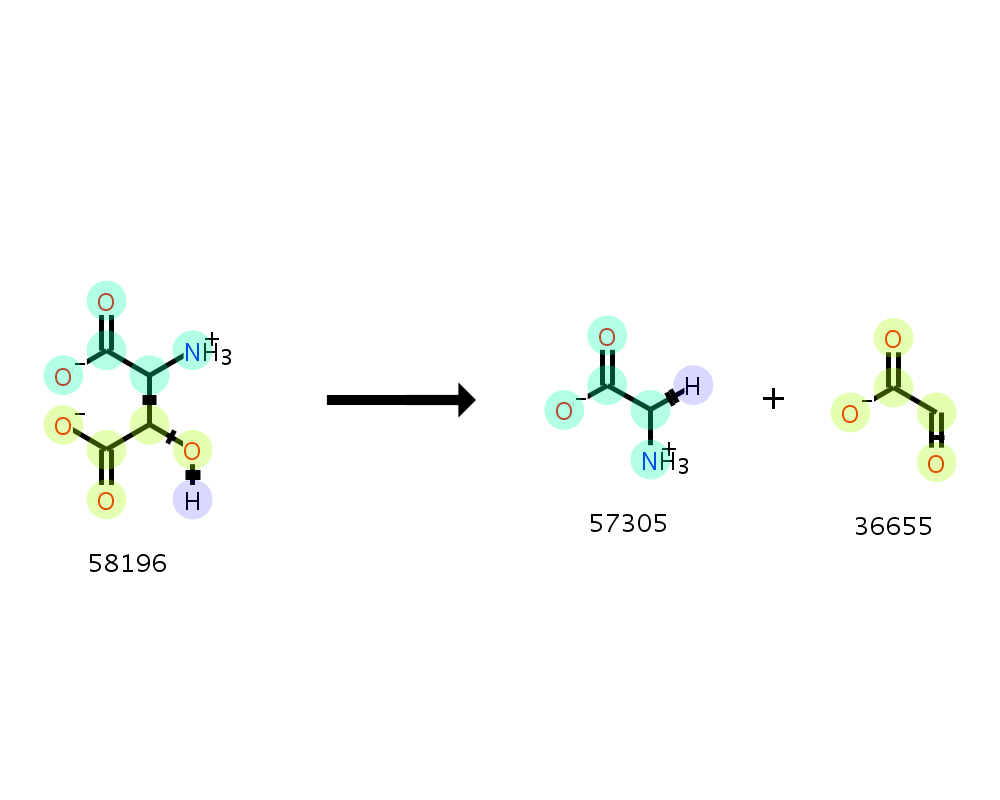 O O
O⁻ NH₃⁺ O⁻ H
O⁻ O O⁻ NH₃⁺ + O
O H
58196 57305 36655